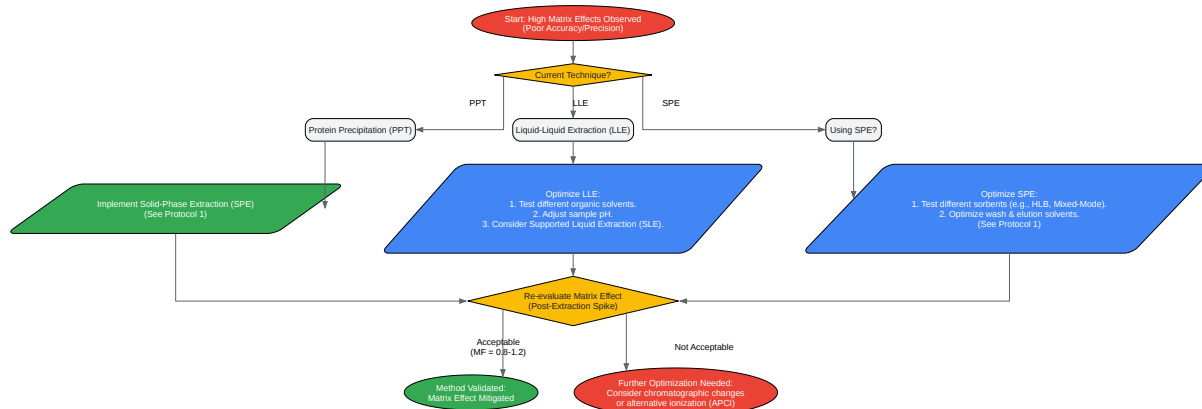 Start: High Matrix Effects Observed
(Poor Accuracy/Precision)
Current Technique?
PPT
LLE
SPE
Protein Precipitation (PPT)
Liquid-Liquid Extraction (LLE)
Using SPE?
Implement Solid-Phase Extraction (SPE)
(See Protocol 1)
Optimize LLE:
1. Test different organic solvents.
2. Adjust sample pH.
3. Consider Supported Liquid Extraction (SLE).
Optimize SPE:
1. Test different sorbents (e.g., HLB, Mixed-Mode).
2. Optimize wash & elution solvents.
(See Protocol 1)
Re-evaluate Matrix Effect
(Post-Extraction Spike)
Acceptable
(MF = 0.8-1.2)
Not Acceptable
Method Validated:
Matrix Effect Mitigated
Further Optimization Needed:
Consider chromatographic changes
or alternative ionization (APCI)